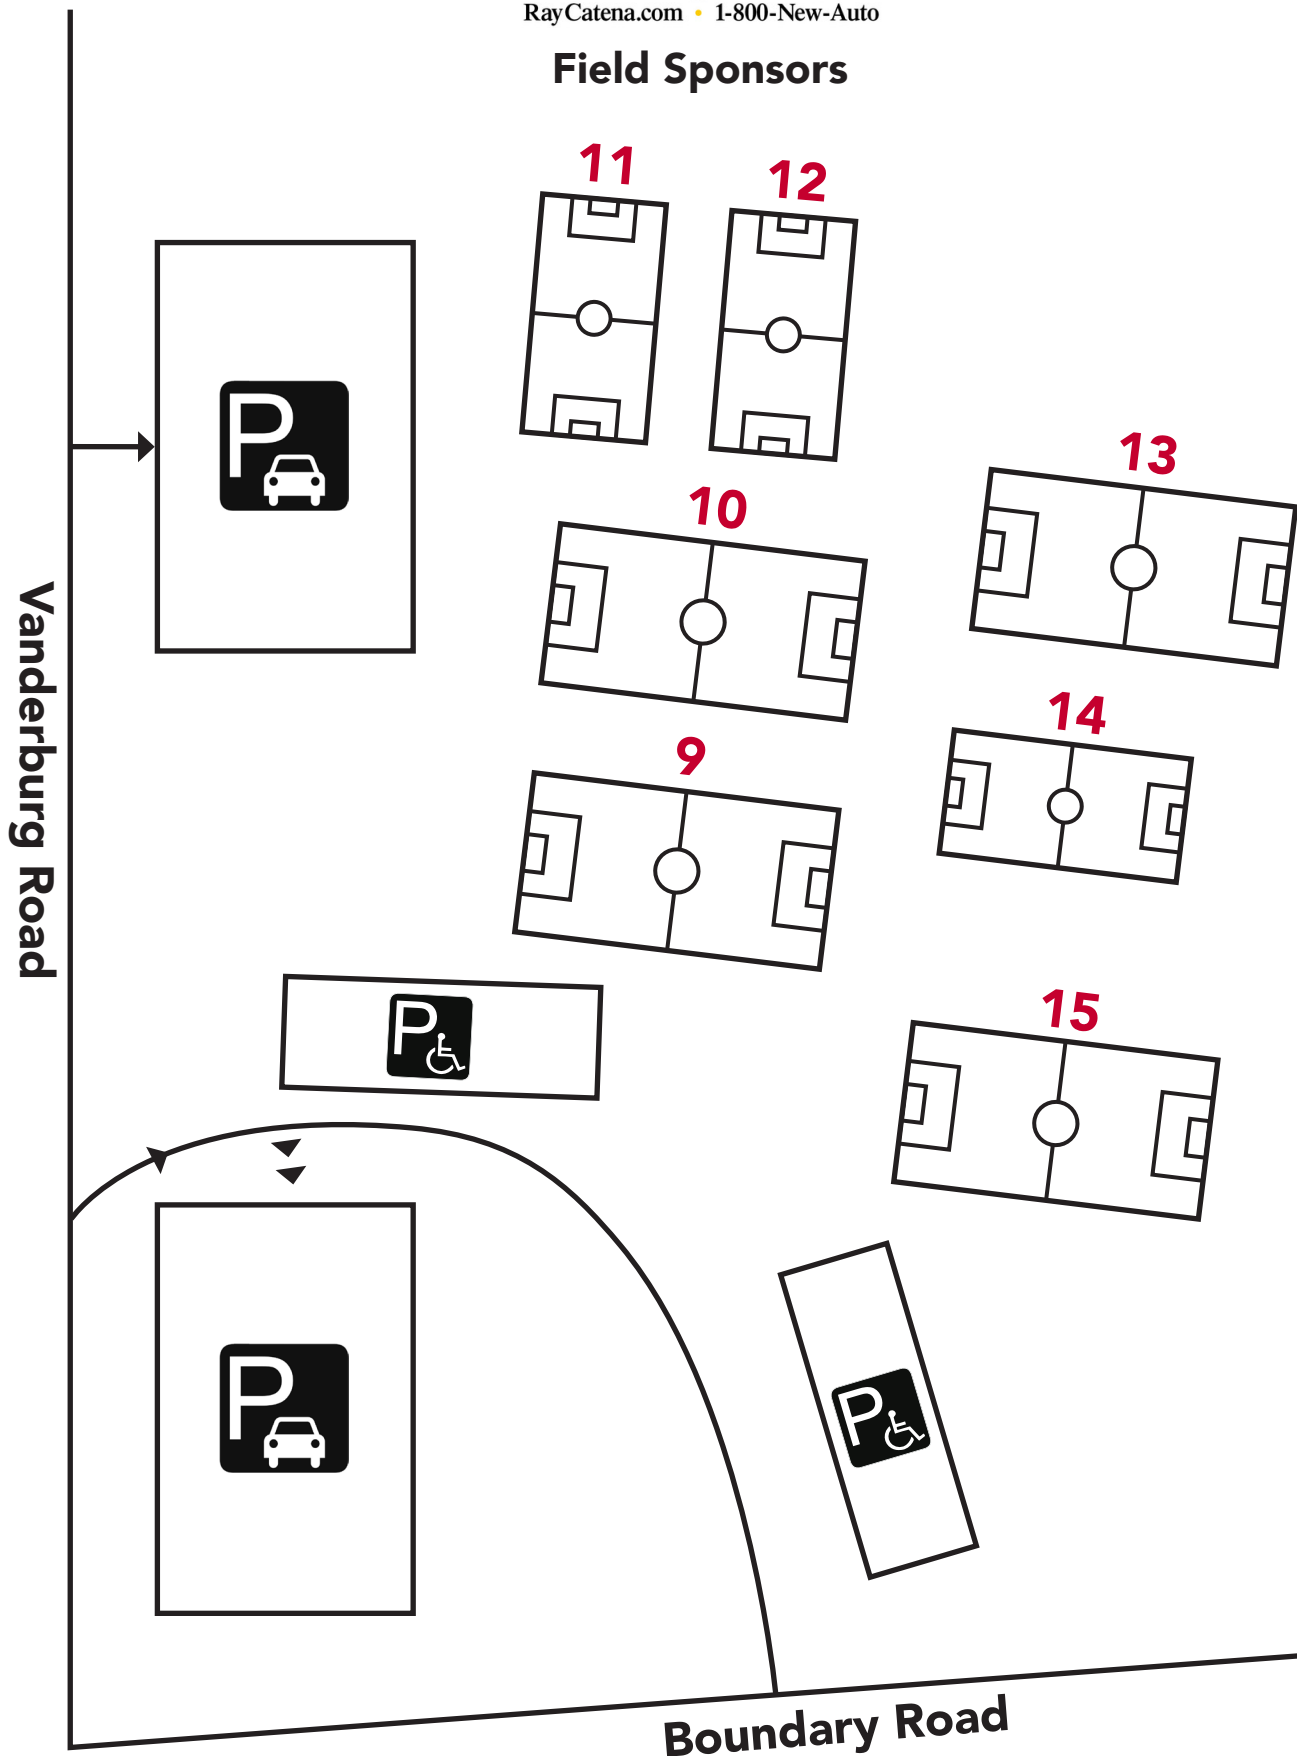 RayCatena.com • 1-800-New-Auto
Field Sponsors
11
12
13
10
14
9
15
P
P
P
P
Vanderburg Road
Boundary Road